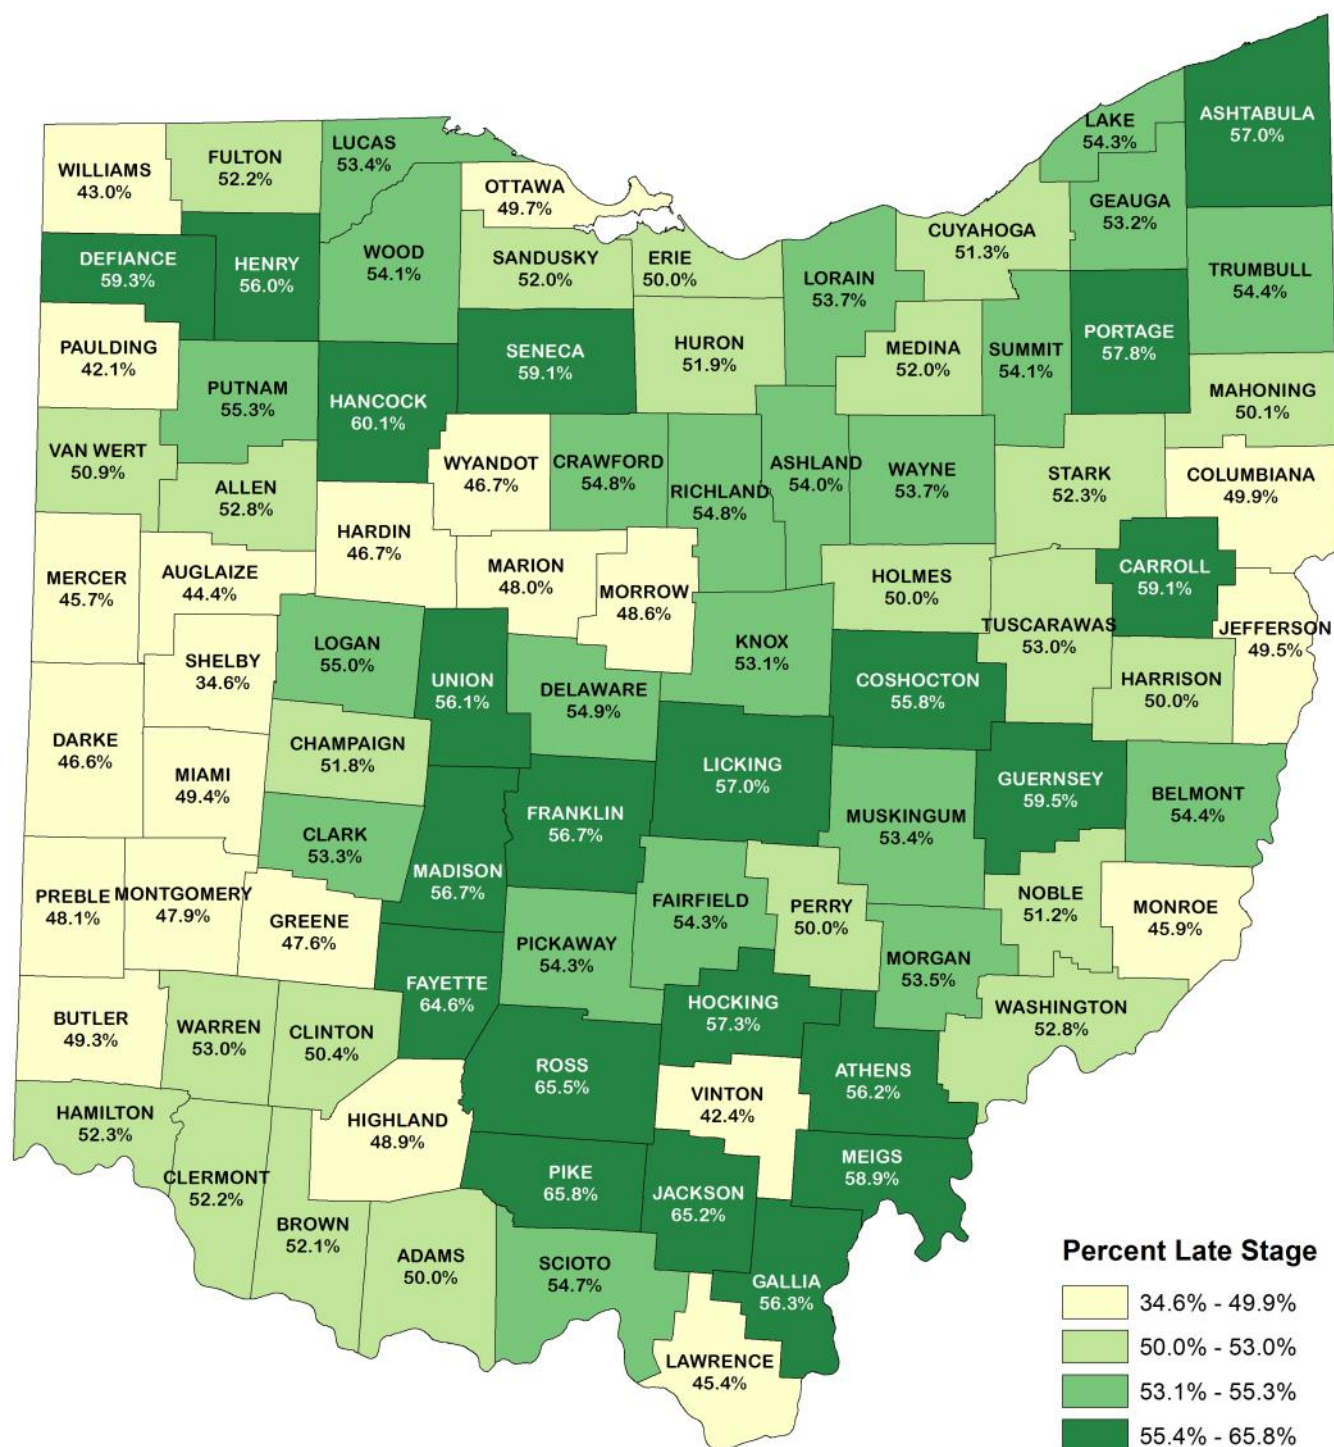 ASHTABULA
57.0%
LAKE
54.3%
LUCAS
53.4%
FULTON
52.2%
WILLIAMS
43.0%
OTTAWA
49.7%
GEAUGA
53.2%
CUYAHOGA
51.3%
DEFIANCE
59.3%
HENRY
56.0%
WOOD
54.1%
SANDUSKY
52.0%
ERIE
50.0%
LORAIN
53.7%
TRUMBULL
54.4%
PAULDING
42.1%
PUTNAM
55.3%
HANCOCK
60.1%
SENECA
59.1%
HURON
51.9%
MEDINA
52.0%
SUMMIT
54.1%
PORTAGE
57.8%
MAHONING
50.1%
VAN WERT
50.9%
ALLEN
52.8%
WYANDOT
46.7%
CRAWFORD
54.8%
RICHLAND
54.8%
ASHLAND
54.0%
WAYNE
53.7%
STARK
52.3%
COLUMBIANA
49.9%
MERCER
45.7%
AUGLAIZE
44.4%
HARDIN
46.7%
MARION
48.0%
MORROW
48.6%
HOLMES
50.0%
CARROLL
59.1%
TUSCARAWAS
53.0%
JEFFERSON
49.5%
SHELBY
34.6%
LOGAN
55.0%
UNION
56.1%
DELAWARE
54.9%
KNOX
53.1%
COSHOCTON
55.8%
HARRISON
50.0%
DARKE
46.6%
MIAMI
49.4%
CHAMPAIGN
51.8%
LICKING
57.0%
GUERNSEY
59.5%
BELMONT
54.4%
CLARK
53.3%
MADISON
56.7%
FRANKLIN
56.7%
MUSKINGUM
53.4%
PREBLE
48.1%
MONTGOMERY
47.9%
GREENE
47.6%
FAIRFIELD
54.3%
PERRY
50.0%
NOBLE
51.2%
MONROE
45.9%
PICKAWAY
54.3%
MORGAN
53.5%
FAYETTE
64.6%
HOCKING
57.3%
WASHINGTON
52.8%
BUTLER
49.3%
WARREN
53.0%
CLINTON
50.4%
ROSS
65.5%
ATHENS
56.2%
VINTON
42.4%
HAMILTON
52.3%
HIGHLAND
48.9%
CLERMONT
52.2%
PIKE
65.8%
JACKSON
65.2%
MEIGS
58.9%
BROWN
52.1%
ADAMS
50.0%
SCIOTO
54.7%
GALLIA
56.3%
LAWRENCE
45.4%
Percent Late Stage
34.6% - 49.9%
50.0% - 53.0%
53.1% - 55.3%
55.4% - 65.8%